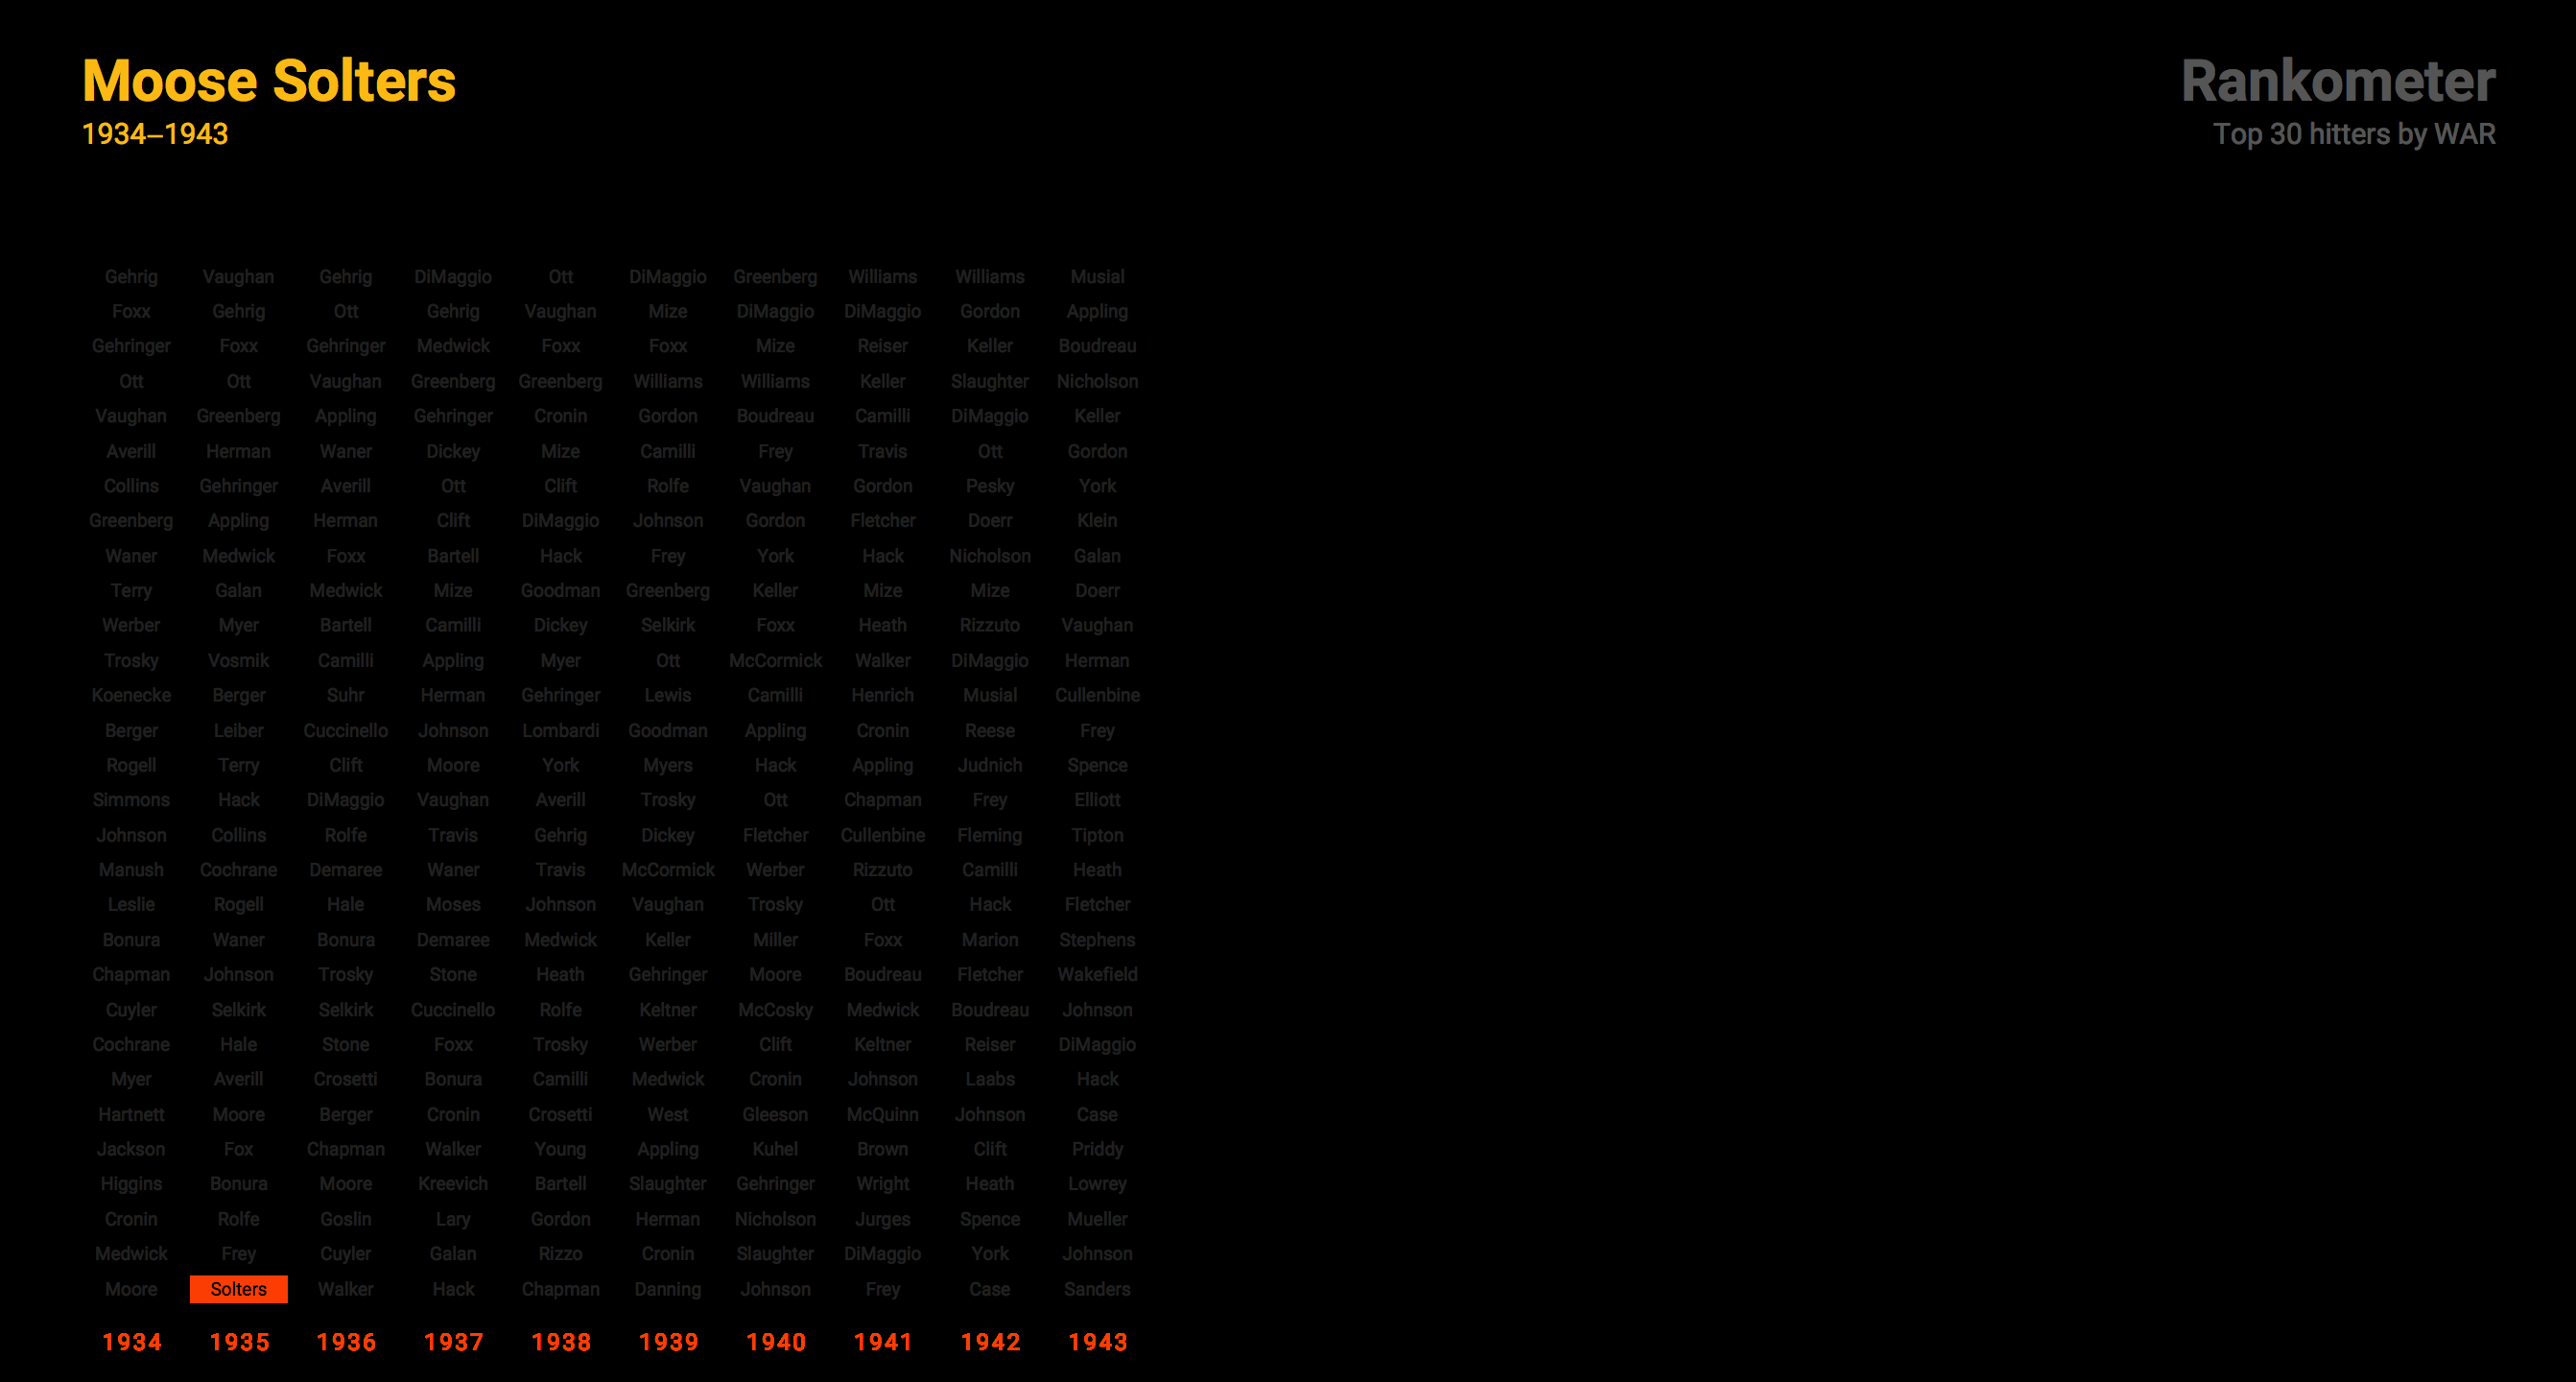 Moose Solters
1934–1943
Rankometer
Top 30 hitters by WAR
Gehrig Vaughan Gehrig DiMaggio Ott DiMaggio Greenberg Williams Williams Musial
Foxx Gehrig Ott Gehrig Vaughan Mize DiMaggio DiMaggio Gordon Appling
Gehringer Foxx Gehringer Medwick Foxx Foxx Mize Reiser Keller Boudreau
Ott Ott Vaughan Greenberg Greenberg Williams Williams Keller Slaughter Nicholson
Vaughan Greenberg Appling Gehringer Cronin Gordon Boudreau Camilli DiMaggio Keller
Averill Herman Waner Dickey Mize Camilli Frey Travis Ott Gordon
Collins Gehringer Averill Ott Clift Rolfe Vaughan Gordon Pesky York
Greenberg Appling Herman Clift DiMaggio Johnson Gordon Fletcher Doerr Klein
Waner Medwick Foxx Bartell Hack Frey York Hack Nicholson Galan
Terry Galan Medwick Mize Goodman Greenberg Keller Mize Mize Doerr
Werber Myer Bartell Camilli Dickey Selkirk Foxx Heath Rizzuto Vaughan
Trosky Vosmik Camilli Appling Myer Ott McCormick Walker DiMaggio Herman
Koenecke Berger Suhr Herman Gehringer Lewis Camilli Henrich Musial Cullenbine
Berger Leiber Cuccinello Johnson Lombardi Goodman Appling Cronin Reese Frey
Rogell Terry Clift Moore York Myers Hack Appling Judnich Spence
Simmons Hack DiMaggio Vaughan Averill Trosky Ott Chapman Frey Elliott
Johnson Collins Rolfe Travis Gehrig Dickey Fletcher Cullenbine Fleming Tipton
Manush Cochrane Demaree Waner Travis McCormick Werber Rizzuto Camilli Heath
Leslie Rogell Hale Moses Johnson Vaughan Trosky Ott Hack Fletcher
Bonura Waner Bonura Demaree Medwick Keller Miller Foxx Marion Stephens
Chapman Johnson Trosky Stone Heath Gehringer Moore Boudreau Fletcher Wakefield
Cuyler Selkirk Selkirk Cuccinello Rolfe Keltner McCosky Medwick Boudreau Johnson
Cochrane Hale Stone Foxx Trosky Werber Clift Keltner Reiser DiMaggio
Myer Averill Crosetti Bonura Camilli Medwick Cronin Johnson Laabs Hack
Hartnett Moore Berger Cronin Crosetti West Gleeson McQuinn Johnson Case
Jackson Fox Chapman Walker Young Appling Kuhel Brown Clift Priddy
Higgins Bonura Moore Kreevich Bartell Slaughter Gehringer Wright Heath Lowrey
Cronin Rolfe Goslin Lary Gordon Herman Nicholson Jurges Spence Mueller
Medwick Frey Cuyler Galan Rizzo Cronin Slaughter DiMaggio York Johnson
Moore Solters Walker Hack Chapman Danning Johnson Frey Case Sanders
1934 1935 1936 1937 1938 1939 1940 1941 1942 1943